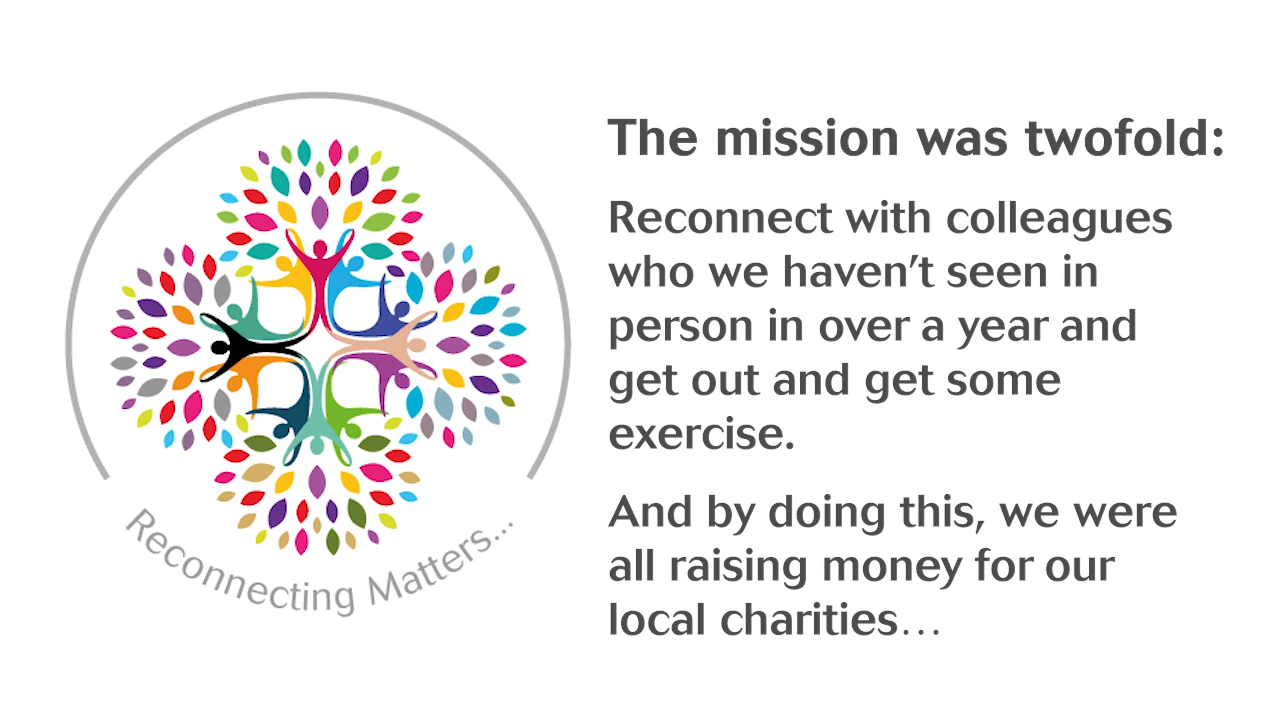 The mission was twofold:
Reconnect with colleagues
who we haven't seen in
person in over a year and
get out and get some
exercise.
And by doing this, we were
all raising money for our
local charities…
Reconnecting Matters...